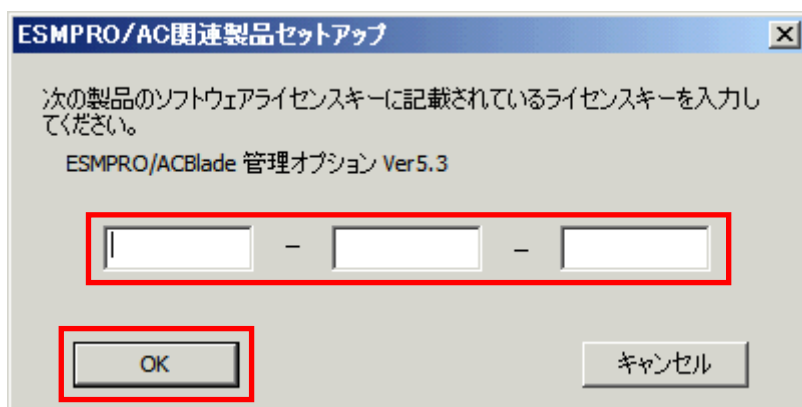 ESMPRO/AC関連製品セットアップ
次の製品のソフトウェアライセンスキーに記載されているライセンスキーを入力し
てください。
ESMPRO/ACBlade 管理オプション Ver5.3
– –
OK キャンセル